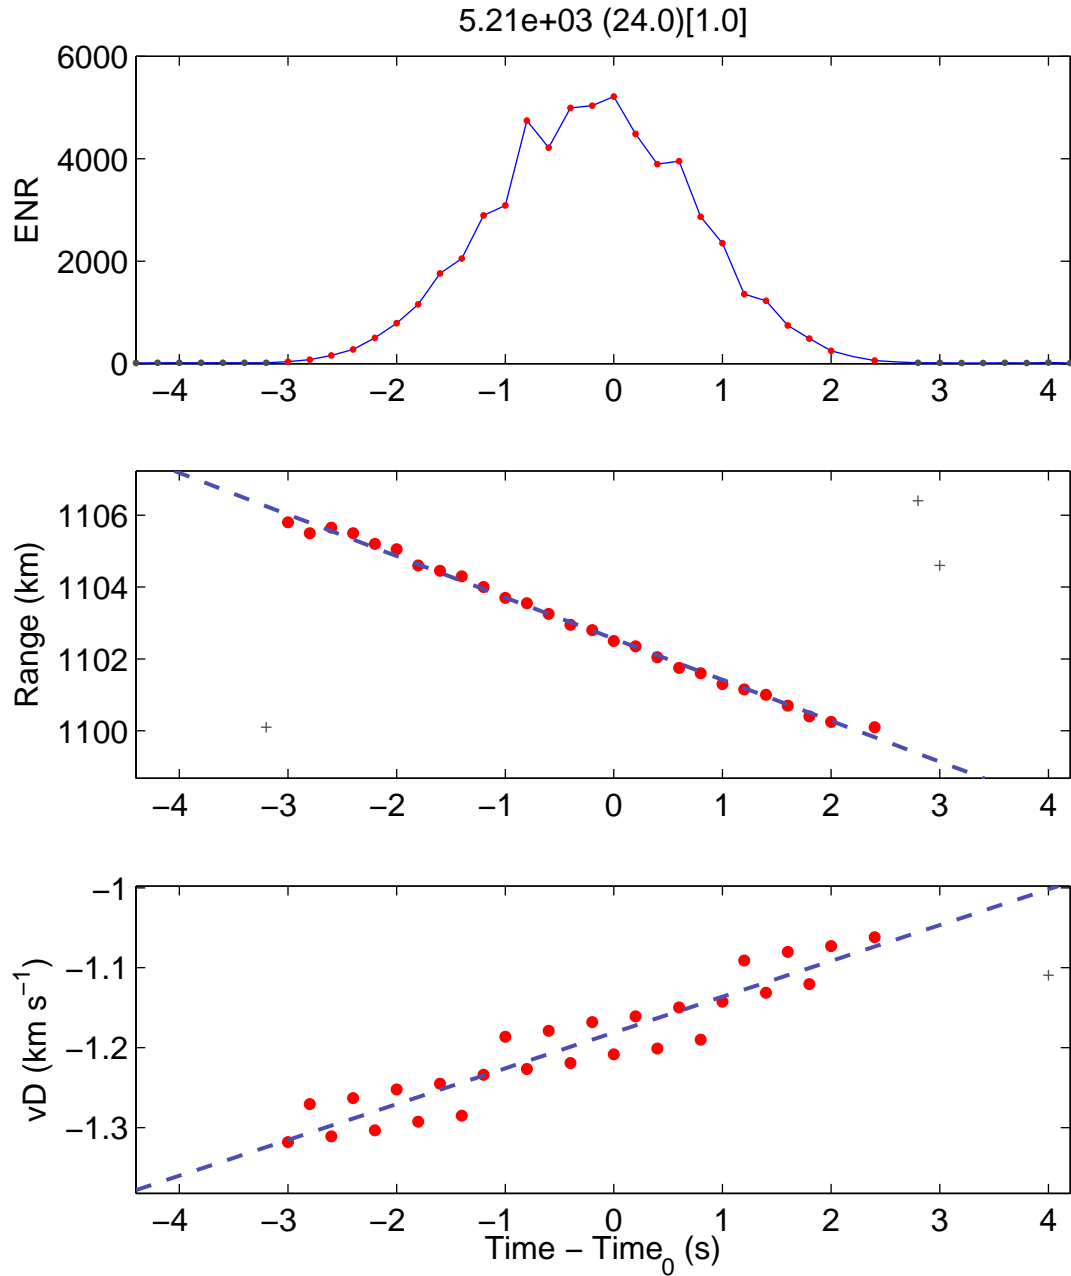 5.21e+03 (24.0)[1.0]
6000
4000
2000
0
ENR
−4 −3 −2 −1 0 1 2 3 4
1106
1104
1102
1100
Range (km)
−4 −3 −2 −1 0 1 2 3 4
−1
−1.1
−1.2
−1.3
vD (km s−1)
−4 −3 −2 −1 0 1 2 3 4
Time − Time0 (s)